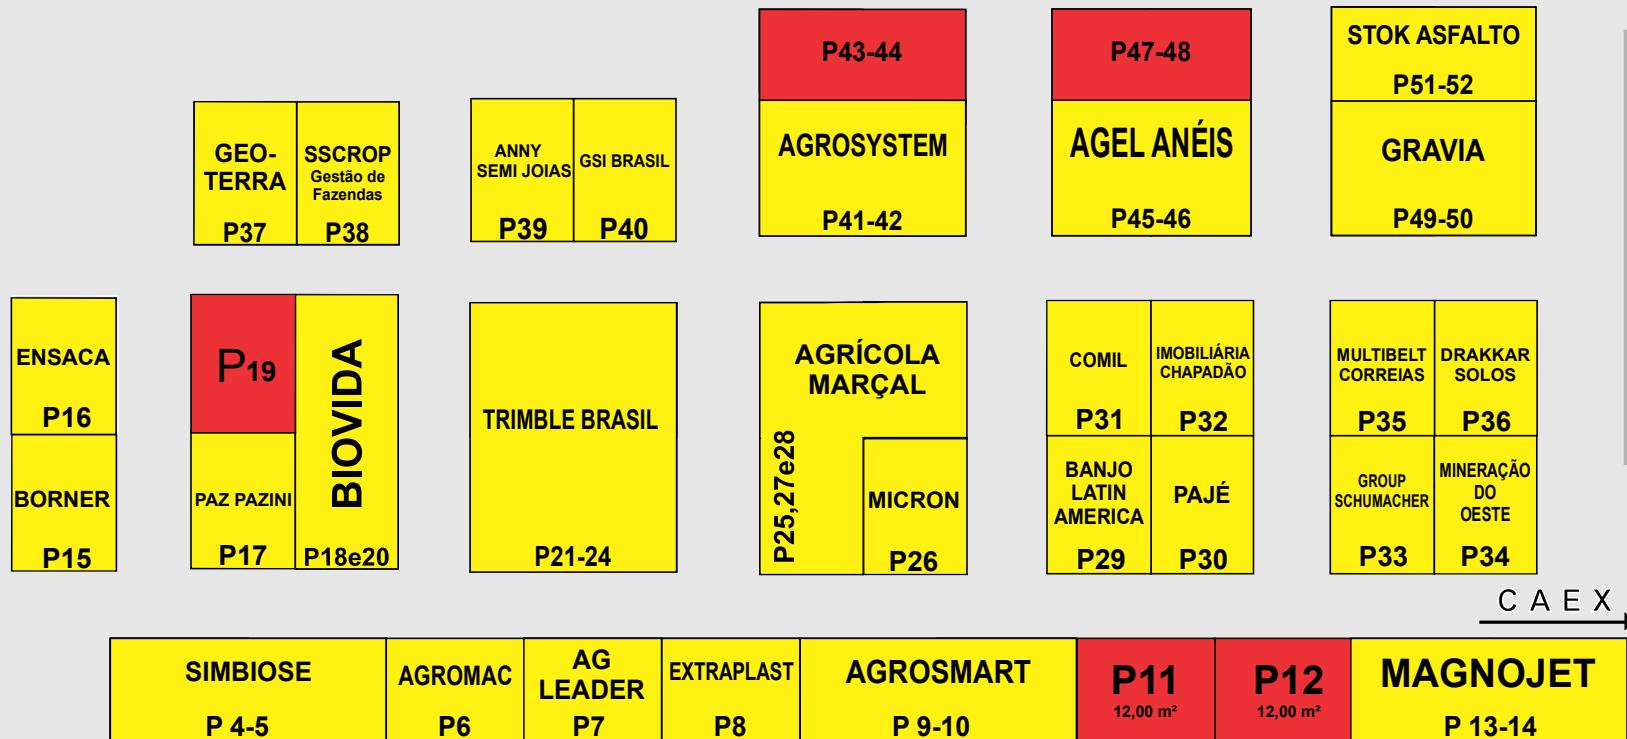 P43-44
AGROSYSTEM
P41-42
P47-48
AGEL ANÉIS
P45-46
STOK ASFALTO
P51-52
GRAVIA
P49-50
GEO-
TERRA
P37
SSCROP
Gestão de
Fazendas
P38
ANNY
SEMI JOIAS
P39
GSI BRASIL
P40
ENSACA
P16
BORNER
P15
P19
PAZ PAZINI
P17
BIOVIDA
P18e20
TRIMBLE BRASIL
P21-24
AGRÍCOLA
MARÇAL
P25,27e28
MICRON
P26
COMIL
P31
IMOBILIÁRIA
CHAPADÃO
P32
BANJO
LATIN
AMERICA
P29
PAJÉ
P30
MULTIBELT
CORREIAS
P35
DRAKKAR
SOLOS
P36
GROUP
SCHUMACHER
P33
MINERAÇÃO
DO
OESTE
P34
CAEX
SIMBIOSE
P 4-5
AGROMAC
P6
AG
LEADER
P7
EXTRAPLAST
P8
AGROSMART
P 9-10
P11
12,00 m²
P12
12,00 m²
MAGNOJET
P 13-14